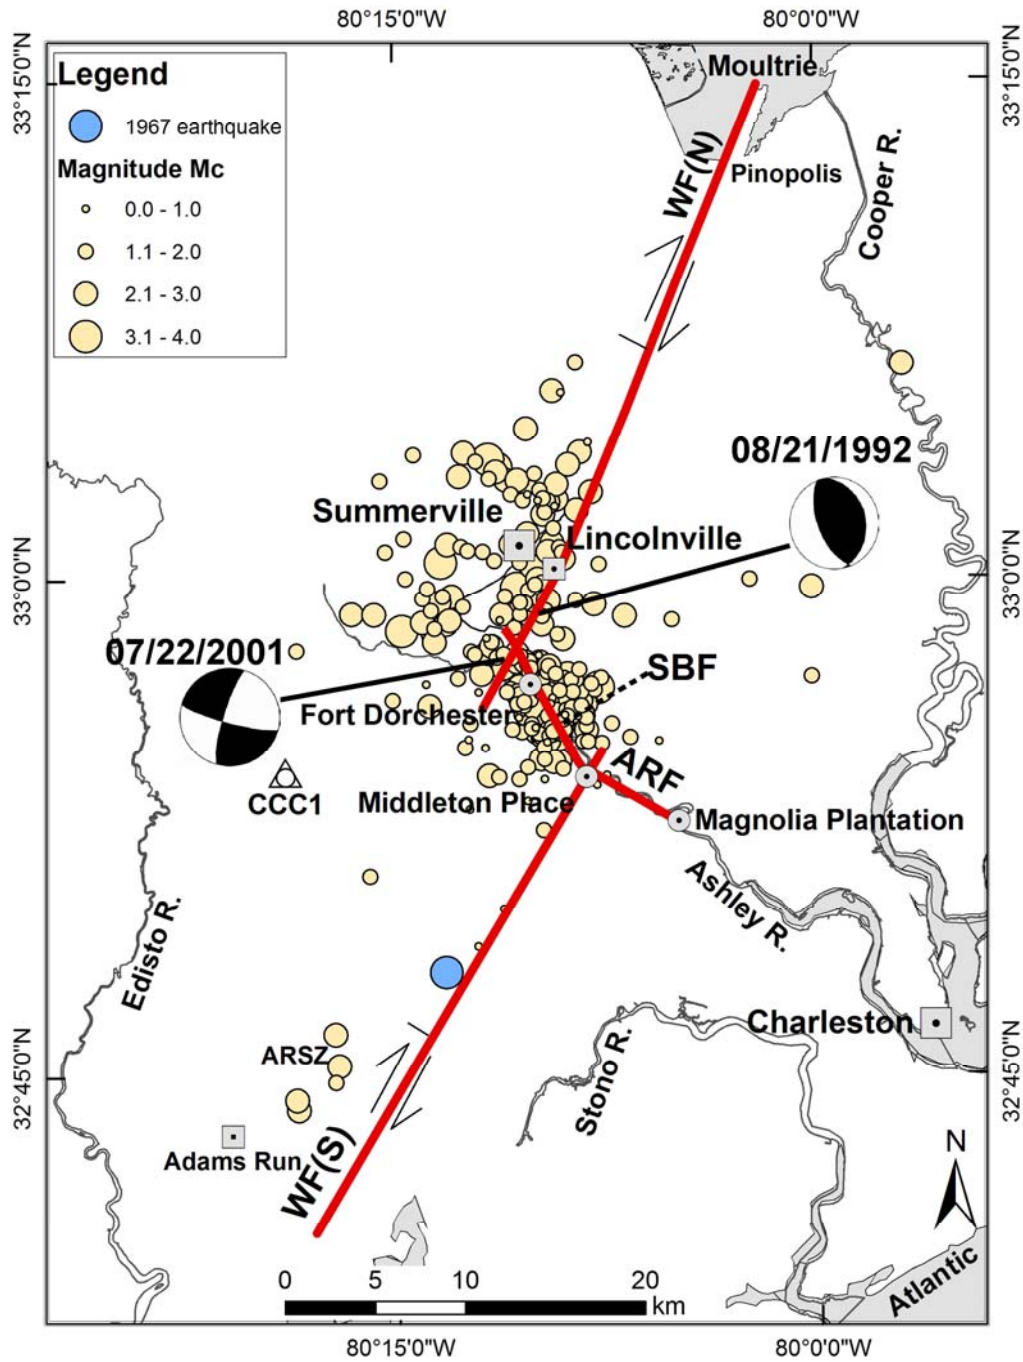 80°15'0"W
80°0'0"W
33°15'0"N
33°15'0"N
Legend
1967 earthquake
Magnitude Mc
0.0 - 1.0
1.1 - 2.0
2.1 - 3.0
3.1 - 4.0
Moultrie
WF(N)
Pinopolis
Cooper R.
08/21/1992
Summerville
Lincolnville
33°0'0"N
33°0'0"N
07/22/2001
SBF
Fort Dorchester
ARF
CCC1
Middleton Place
Magnolia Plantation
Ashley R.
Edisto R.
Charleston
Stono R.
ARSZ
32°45'0"N
32°45'0"N
Adams Run
WF(S)
N
0 5 10 20
km
Atlantic
80°15'0"W
80°0'0"W